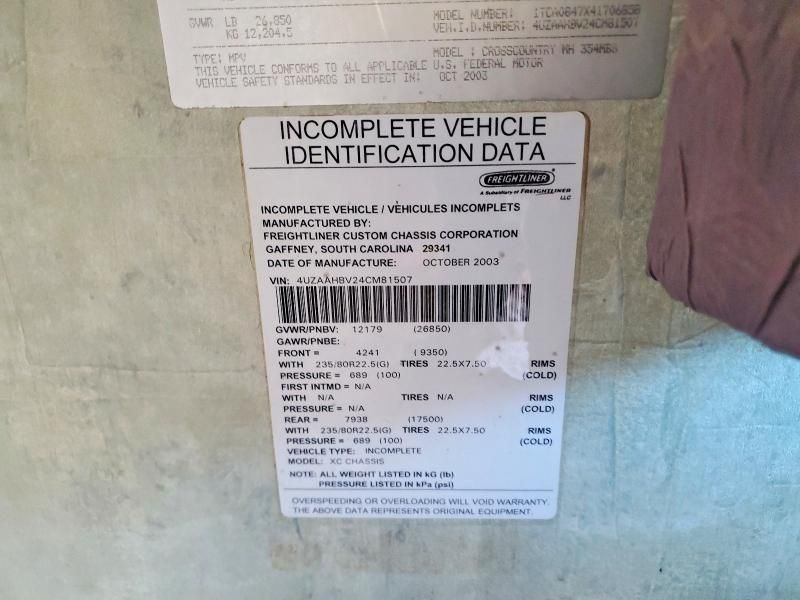 GVWR LB 26,850
KG 12,204.5
MODEL NUMBER:
VEH.I.D.NUMBER: 4UZAAHBV24CM81507
TYPE: MPV
MODEL: CROSSCOUNTRY MH 354MBS
THIS VEHICLE CONFORMS TO ALL APPLICABLE U.S. FEDERAL MOTOR
VEHICLE SAFETY STANDARDS IN EFFECT IN: OCT 2003
INCOMPLETE VEHICLE
IDENTIFICATION DATA
FREIGHTLINER
A Subsidiary of FREIGHTLINER
LLC
INCOMPLETE VEHICLE / VÉHICULES INCOMPLETS
MANUFACTURED BY:
FREIGHTLINER CUSTOM CHASSIS CORPORATION
GAFFNEY, SOUTH CAROLINA 29341
DATE OF MANUFACTURE: OCTOBER 2003
VIN: 4UZAAHBV24CM81507
GVWR/PNBV: 12179 (26850)
GAWR/PNBE:
FRONT = 4241 ( 9350)
WITH 235/80R22.5(G) TIRES 22.5X7.50 RIMS
PRESSURE = 689 (100) (COLD)
FIRST INTMD = N/A
WITH N/A TIRES N/A RIMS
PRESSURE = N/A (COLD)
REAR = 7938 (17500)
WITH 235/80R22.5(G) TIRES 22.5X7.50 RIMS
PRESSURE = 689 (100) (COLD)
VEHICLE TYPE: INCOMPLETE
MODEL: XC CHASSIS
NOTE: ALL WEIGHT LISTED IN kG (lb)
PRESSURE LISTED IN kPa (psi)
OVERSPEEDING OR OVERLOADING WILL VOID WARRANTY.
THE ABOVE DATA REPRESENTS ORIGINAL EQUIPMENT.